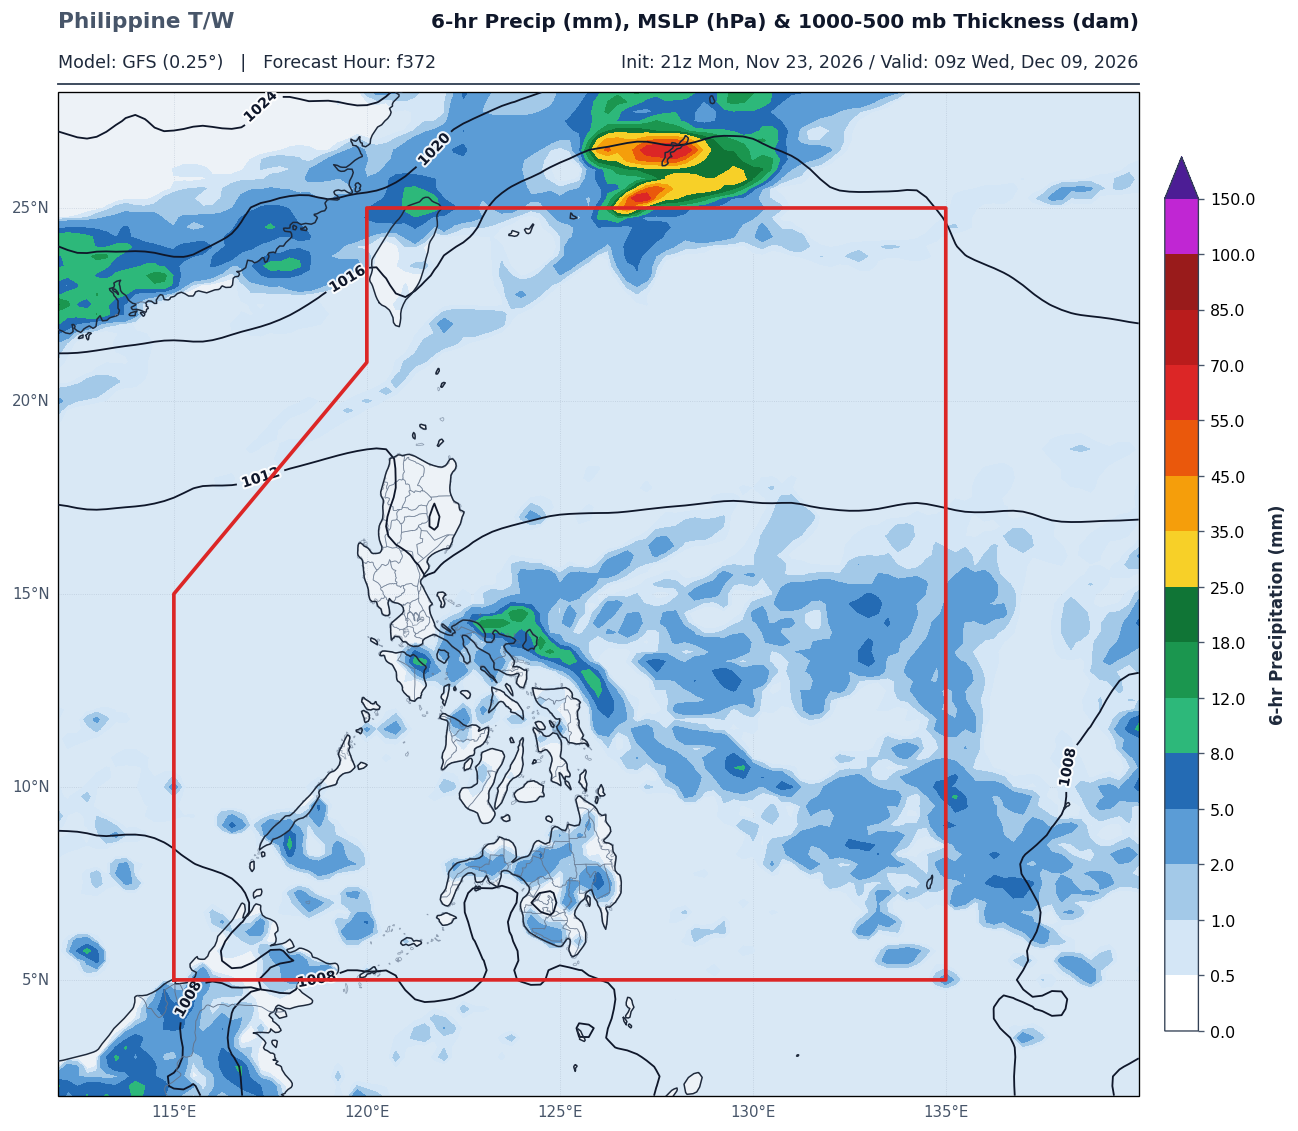 Philippine T/W
6-hr Precip (mm), MSLP (hPa) & 1000-500 mb Thickness (dam)
Model: GFS (0.25°) | Forecast Hour: f372
Init: 21z Mon, Nov 23, 2026 / Valid: 09z Wed, Dec 09, 2026
1024
1020
1016
1012
1008
1008
1008
25°N
20°N
15°N
10°N
5°N
115°E
120°E
125°E
130°E
135°E
150.0
100.0
85.0
70.0
55.0
45.0
35.0
25.0
18.0
12.0
8.0
5.0
2.0
1.0
0.5
0.0
6-hr Precipitation (mm)